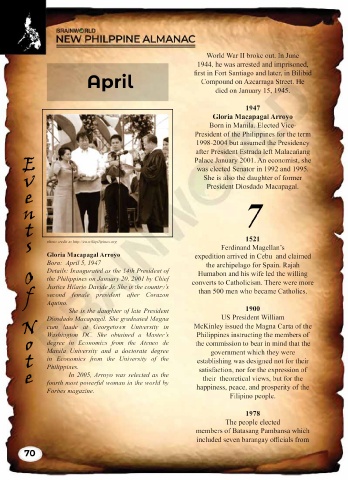 BRAINWORLD
NEW PHILPPINE ALMANAC
April
Events Of Note
Gloria Macapagal Arroyo
Born: April 5, 1947
Details: Inaugurated as the 14th President of
the Philippines on January 20, 2001 by Chief
Justice Hilario Davide Jr. She is the country's
second female president after Corazon
Aquino.
She is the daughter of late President
Diosdado Macapagal. She graduated Magna
cum laude at Georgetown University in
Washington DC. She obtained a Master's
degree in Economics from the Ateneo de
Manila University and a doctorate degree
in Economics from the University of the
Philippines.
In 2005, Arroyo was selected as the
fourth most powerful woman in the world by
Forbes magazine.
70
World War II broke out. In June
1944, he was arrested and imprisoned,
first in Fort Santiago and later, in Bilibid
Compound on Azcarraga Street. He
died on January 15, 1945.
1947
Gloria Macapagal Arroyo
Born in Manila. Elected Vice
President of the Philippines for the term
1998-2004 but assumed the Presidency
after President Estrada left Malacañang
Palace January 2001. An economist, she
was elected Senator in 1992 and 1995.
She is also the daughter of former
President Diosdado Macapagal.
7
1521
Ferdinand Magellan's
expedition arrived in Cebu and claimed
the archipelago for Spain. Rajah
Humabon and his wife led the willing
converts to Catholicism. There were more
than 500 men who became Catholics.
1900
US President William
McKinley issued the Magna Carta of the
Philippines instructing the members of
the commission to bear in mind that the
government which they were
establishing was designed not for their
satisfaction, nor for the expression of
their theoretical views, but for the
happiness, peace, and prosperity of the
Filipino people.
1978
The people elected
members of Batasang Pambansa which
included seven barangay officials from